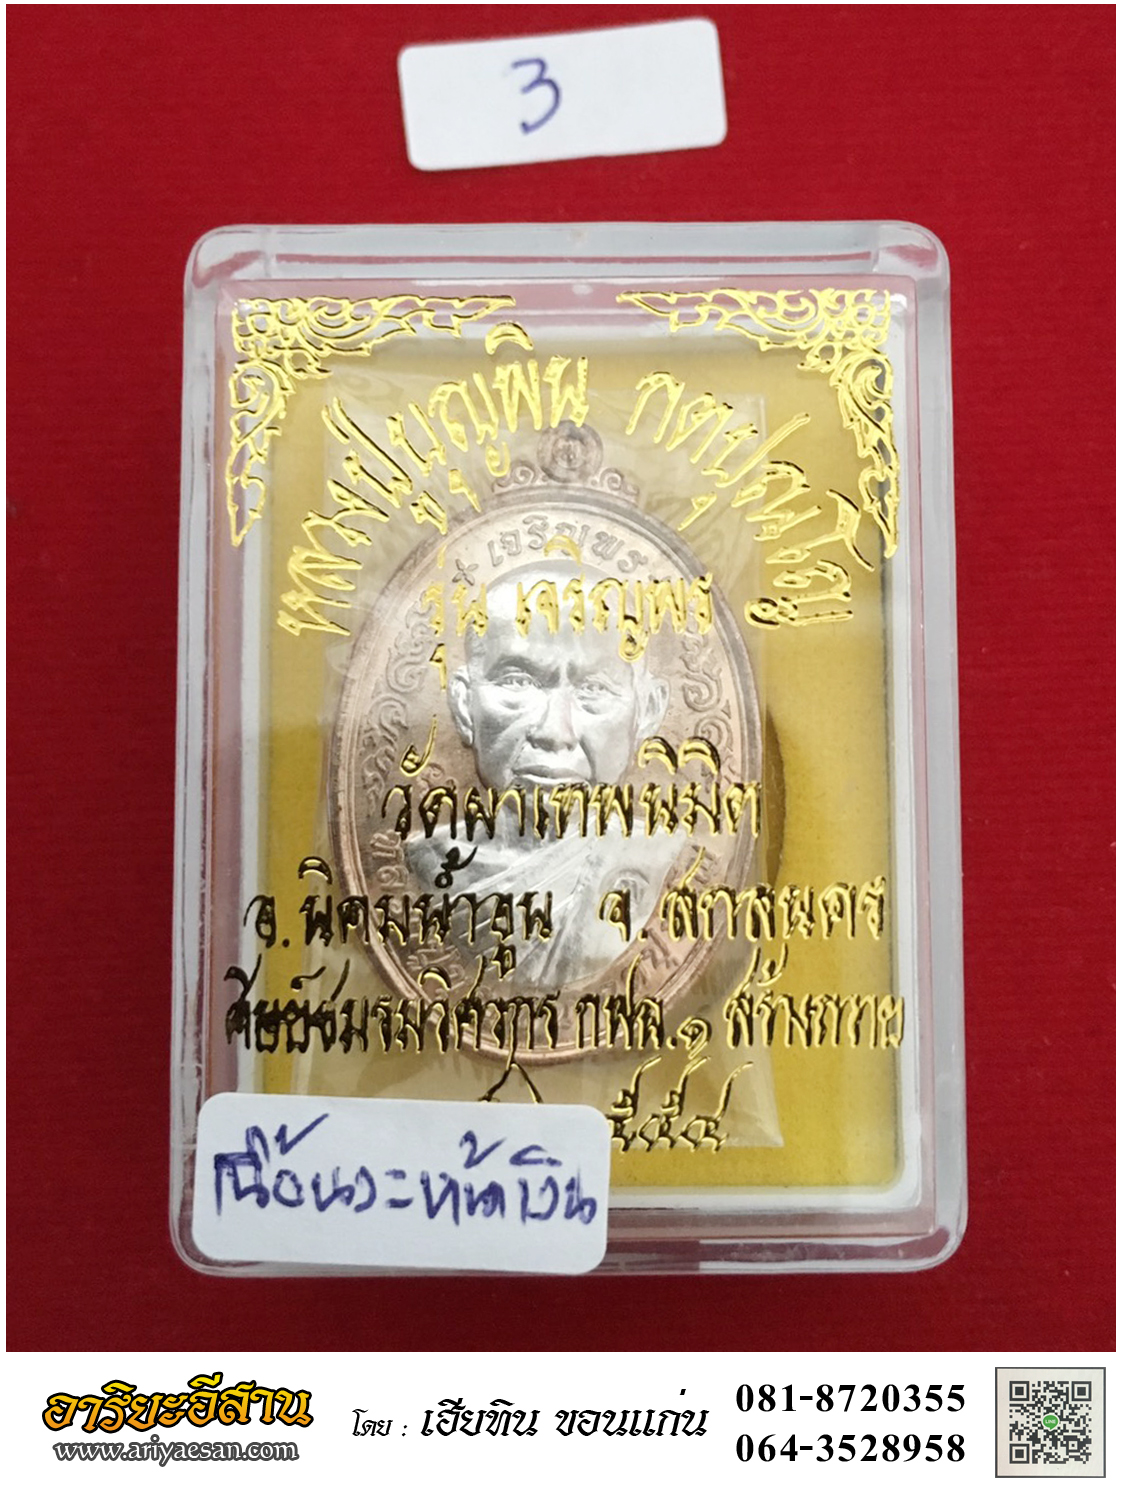 3
หลวงปู่บุญพิน กตปุญโญ
เจริญพร
รุ่น เจริญพร
วัดผาเทพนิมิต
อ.นิคมน้ำอูน จ.สกลนคร
ศิษย์ชมรมวิศวกร กฟฉ.๑ สร้างถวาย
๕๕๔
เนื้อนวะหน้าเงิน
อาริยะอีสาน
www.ariyaesan.com
โดย : เฮียทิน ขอนแก่น
081-8720355
064-3528958
LINE